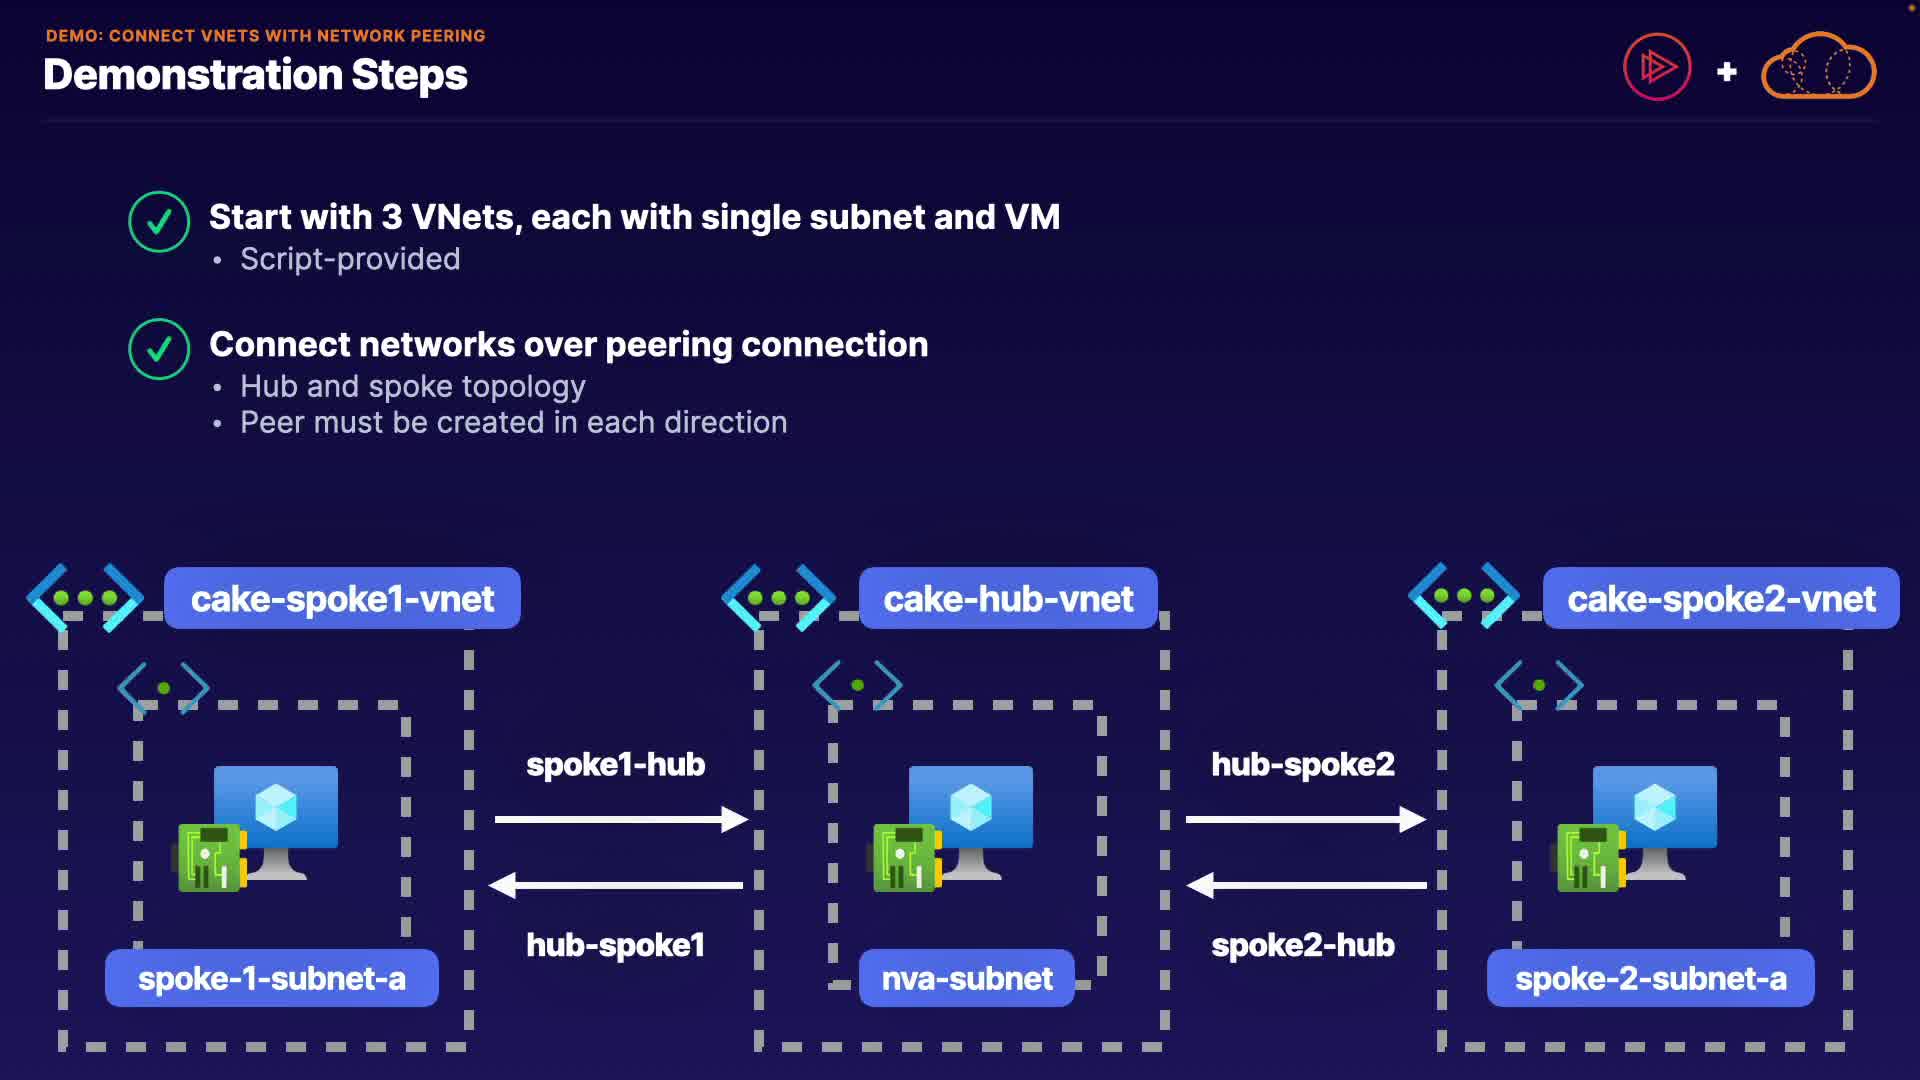 DEMO: CONNECT VNETS WITH NETWORK PEERING
Demonstration Steps
+
Start with 3 VNets, each with single subnet and VM
• Script-provided
Connect networks over peering connection
• Hub and spoke topology
• Peer must be created in each direction
cake-spoke1-vnet
cake-hub-vnet
cake-spoke2-vnet
spoke1-hub
hub-spoke2
hub-spoke1
spoke2-hub
spoke-1-subnet-a
nva-subnet
spoke-2-subnet-a